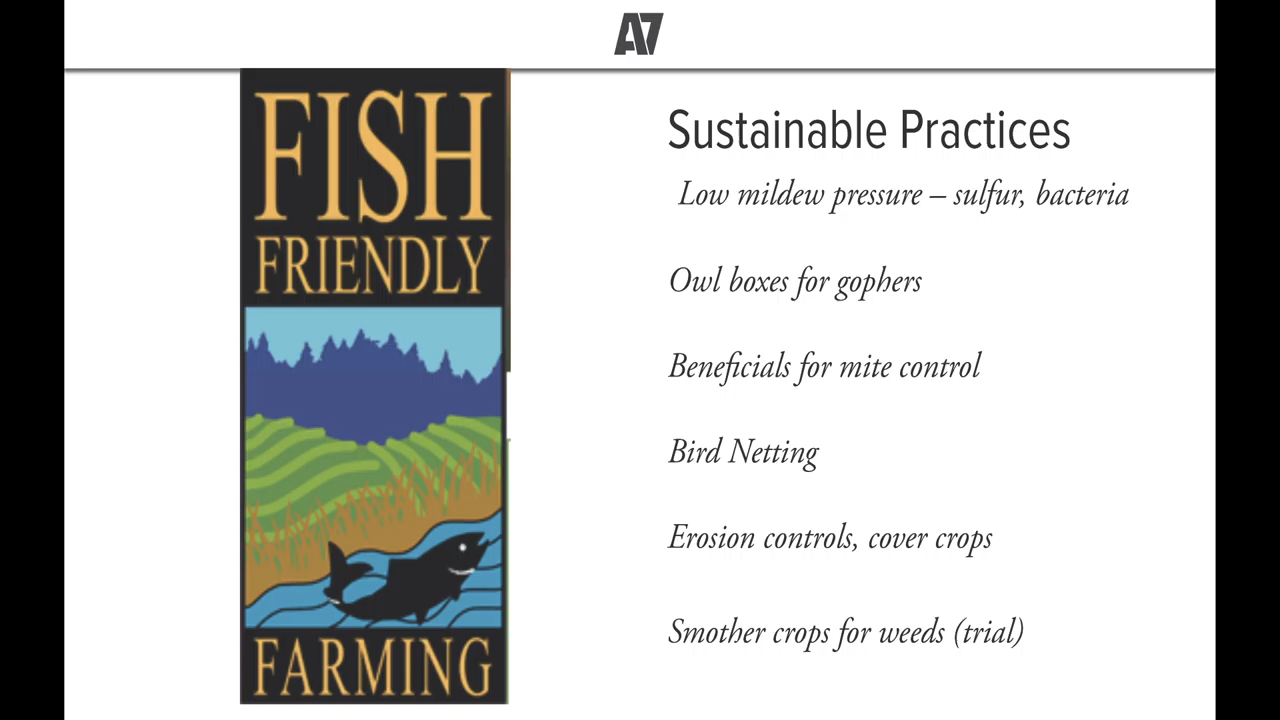 A7
FISH
FRIENDLY
FARMING
Sustainable Practices
Low mildew pressure – sulfur, bacteria
Owl boxes for gophers
Beneficials for mite control
Bird Netting
Erosion controls, cover crops
Smother crops for weeds (trial)